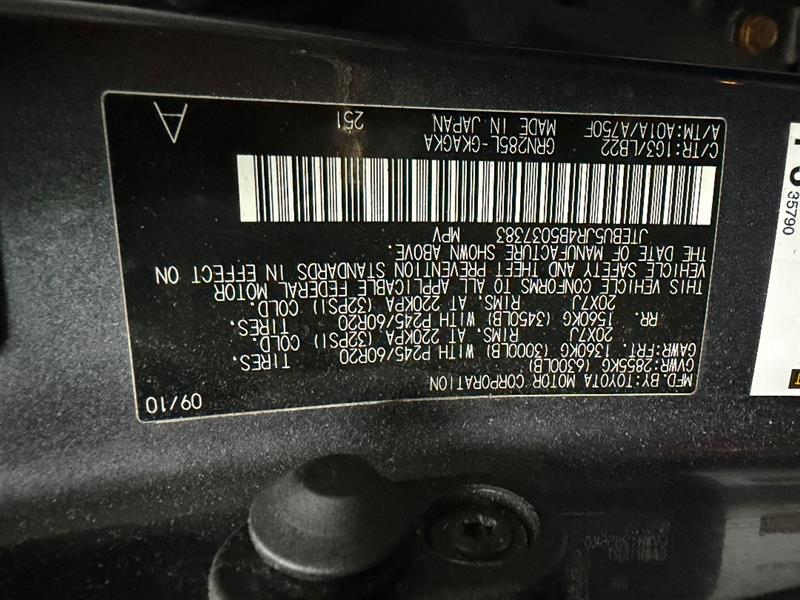 MFD.BY:TOYOTA MOTOR CORPORATION 09/10
GVWR:2855KG (6300LB)
GAWR:FRT. 1360KG (3000LB) WITH P245/60R20 TIRES.
20X7J RIMS, AT 220KPA (32PSI) COLD
RR. 1560KG (3450LB) WITH P245/60R20 TIRES.
20X7J RIMS, AT 220KPA (32PSI) COLD
THIS VEHICLE CONFORMS TO ALL APPLICABLE FEDERAL MOTOR
VEHICLE SAFETY AND THEFT PREVENTION STANDARDS IN EFFECT ON
THE DATE OF MANUFACTURE SHOWN ABOVE.
JTEBU5JR4B5037383 MPV
C/TR:1G3/LB22 GRN285L-GKAGKA
A/TM:A01A/A750F MADE IN JAPAN 251 A
35790